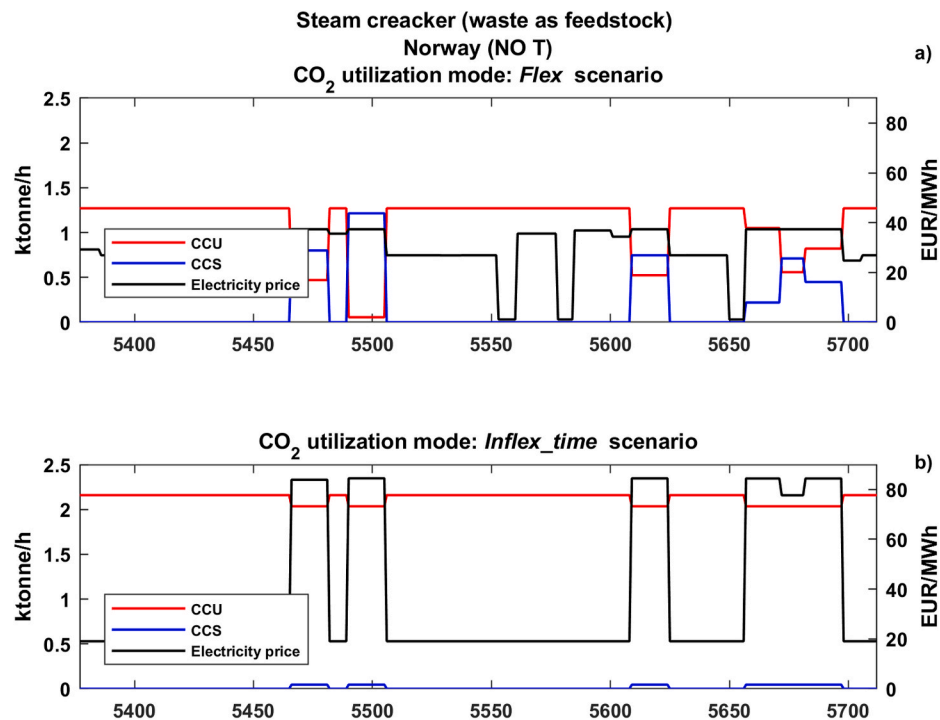 Steam creacker (waste as feedstock)
Norway (NO T)
CO2 utilization mode: Flex scenario
a)
2.5
2
1.5
1
0.5
0
ktonne/h
80
60
40
20
0
EUR/MWh
CCU
CCS
Electricity price
5400 5450 5500 5550 5600 5650 5700
CO2 utilization mode: Inflex_time scenario
b)
2.5
2
1.5
1
0.5
0
ktonne/h
80
60
40
20
0
EUR/MWh
CCU
CCS
Electricity price
5400 5450 5500 5550 5600 5650 5700